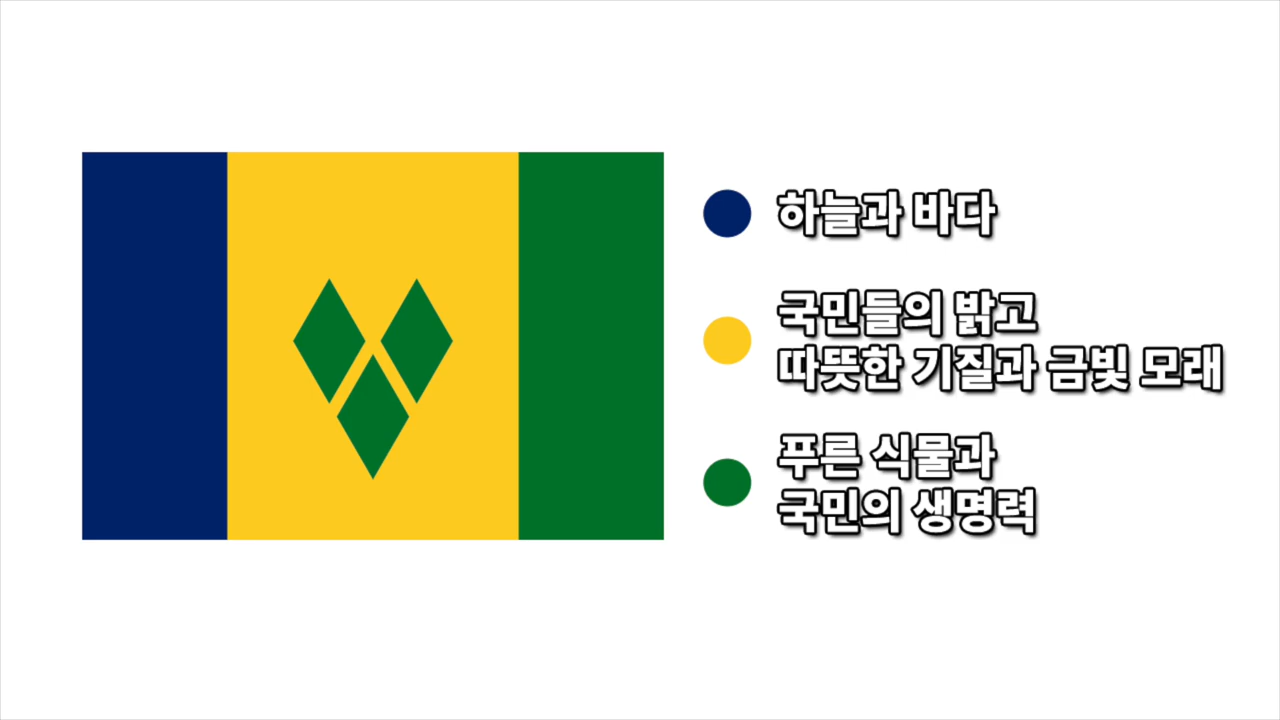 하늘과 바다
국민들의 밝고
따뜻한 기질과 금빛 모래
푸른 식물과
국민의 생명력